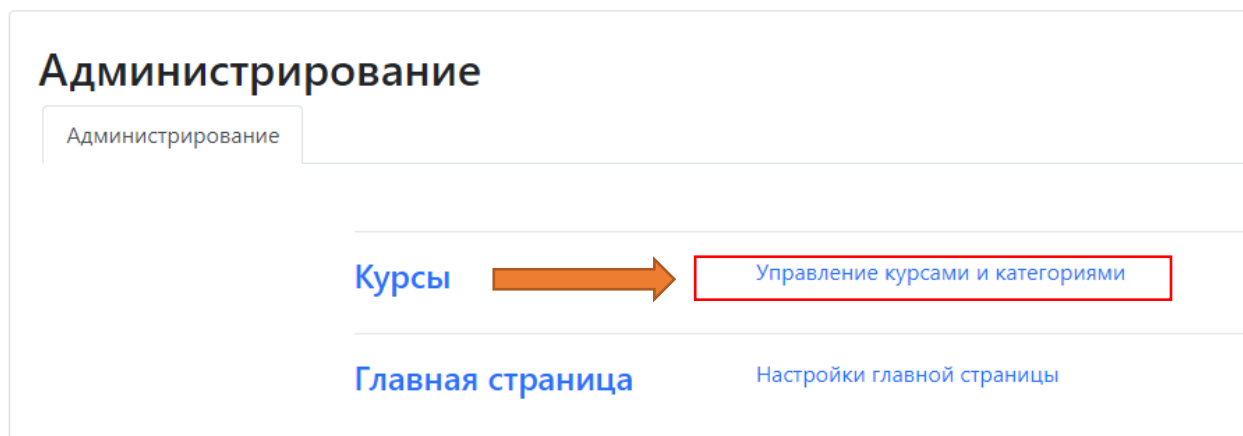 Администрирование
Администрирование
Курсы
Управление курсами и категориями
Главная страница
Настройки главной страницы